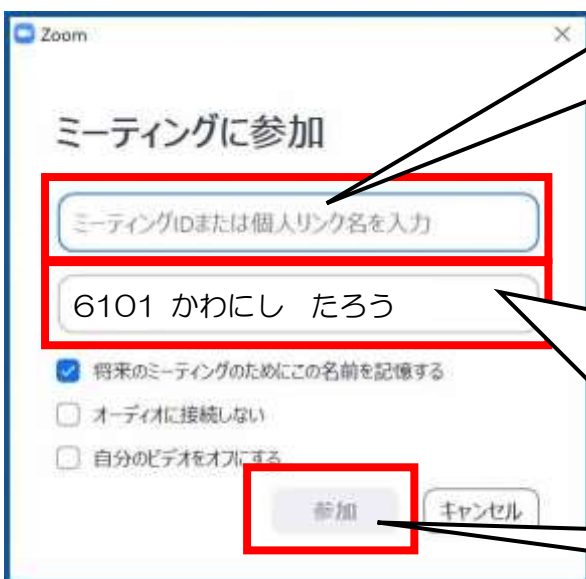 Zoom
ミーティングに参加
ミーティングIDまたは個人リンク名を入力
6101 かわにし　たろう
将来のミーティングのためにこの名前を記憶する
オーディオに接続しない
自分のビデオをオフにする
参加 キャンセル